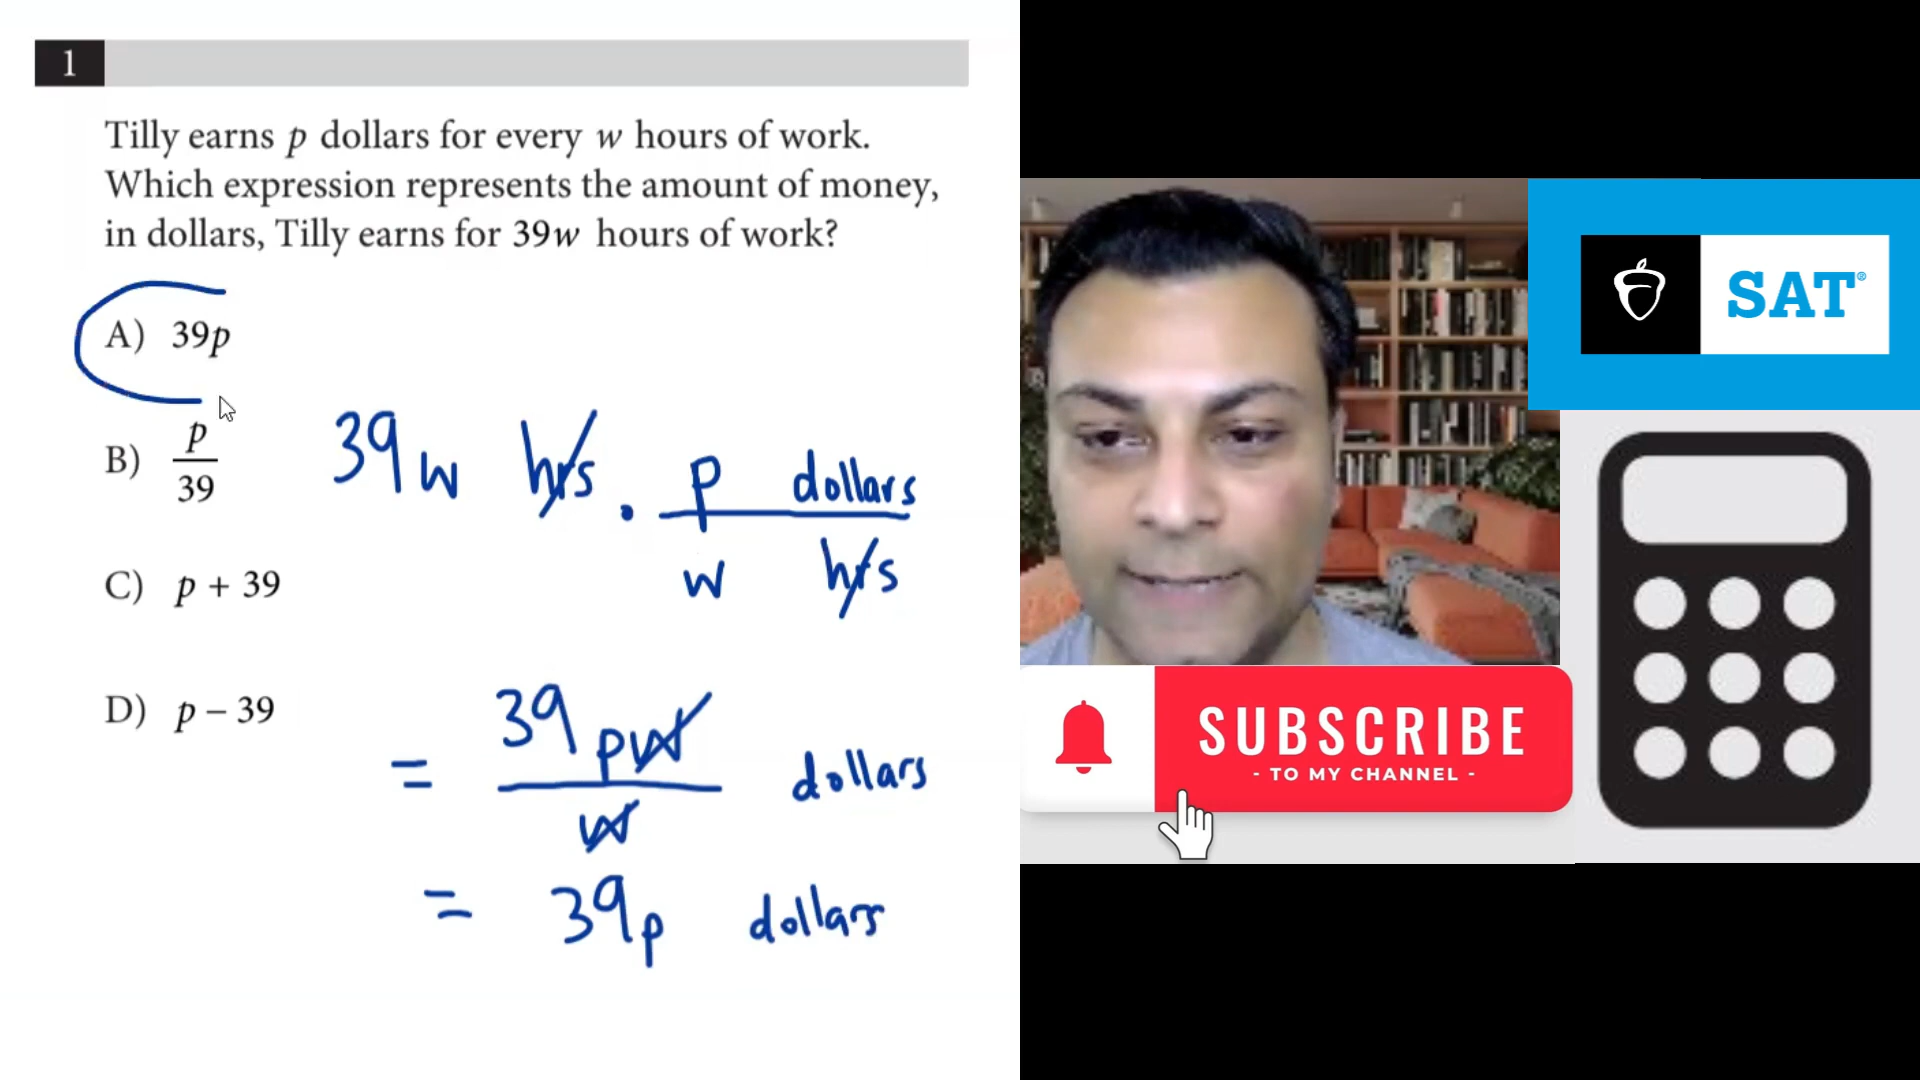 1
Tilly earns p dollars for every w hours of work.
Which expression represents the amount of money,
in dollars, Tilly earns for 39w hours of work?
A) 39p
B) p/39
C) p + 39
D) p – 39
39w hrs · p dollars / w hrs
= 39pw / w dollars
= 39p dollars
SAT®
SUBSCRIBE
- TO MY CHANNEL -